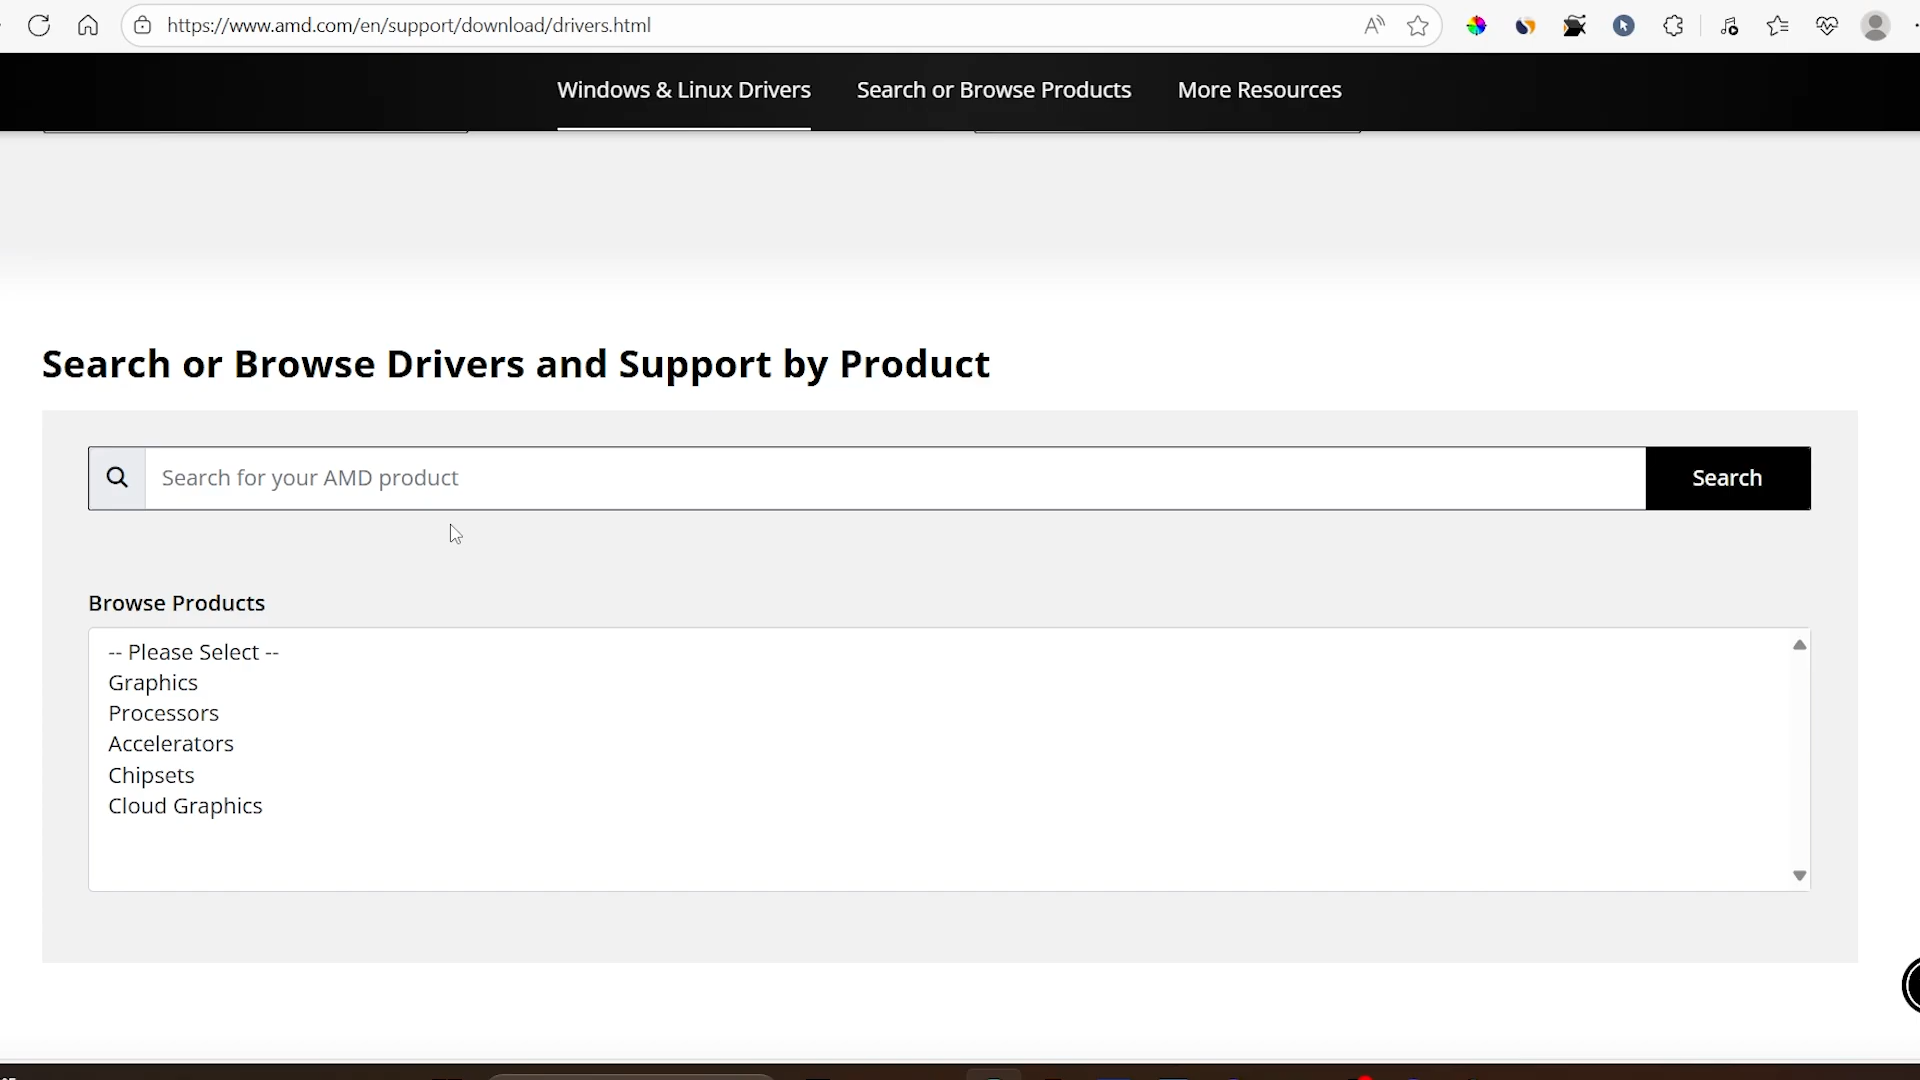 https://www.amd.com/en/support/download/drivers.html
Windows & Linux Drivers
Search or Browse Products
More Resources
Search or Browse Drivers and Support by Product
Search for your AMD product
Search
Browse Products
-- Please Select --
Graphics
Processors
Accelerators
Chipsets
Cloud Graphics